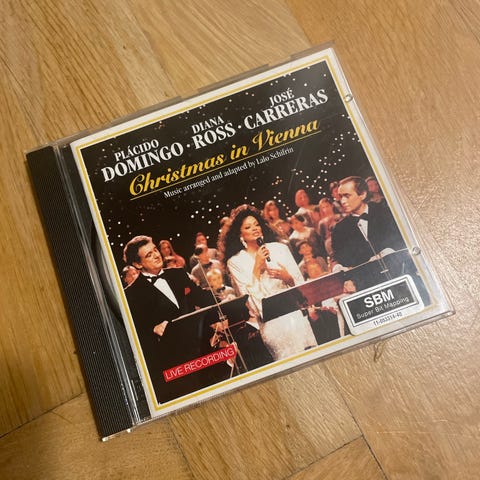 PLÁCIDO DOMINGO · DIANA ROSS · JOSÉ CARRERAS
Christmas in Vienna
Music arranged and adapted by Lalo Schifrin
LIVE RECORDING
SBM
Super Bit Mapping